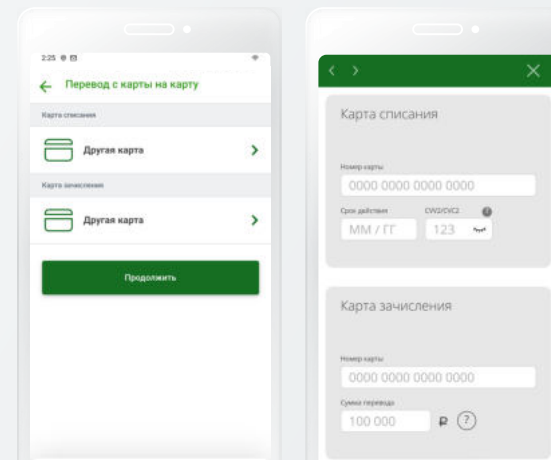 2:25
Перевод с карты на карту
Карта списания
Другая карта
Карта зачисления
Другая карта
Продолжить
Карта списания
Номер карты
0000 0000 0000 0000
Срок действия CVV2/CVC2
ММ / ГГ 123
Карта зачисления
Номер карты
0000 0000 0000 0000
Сумма перевода
100 000 ₽ ?